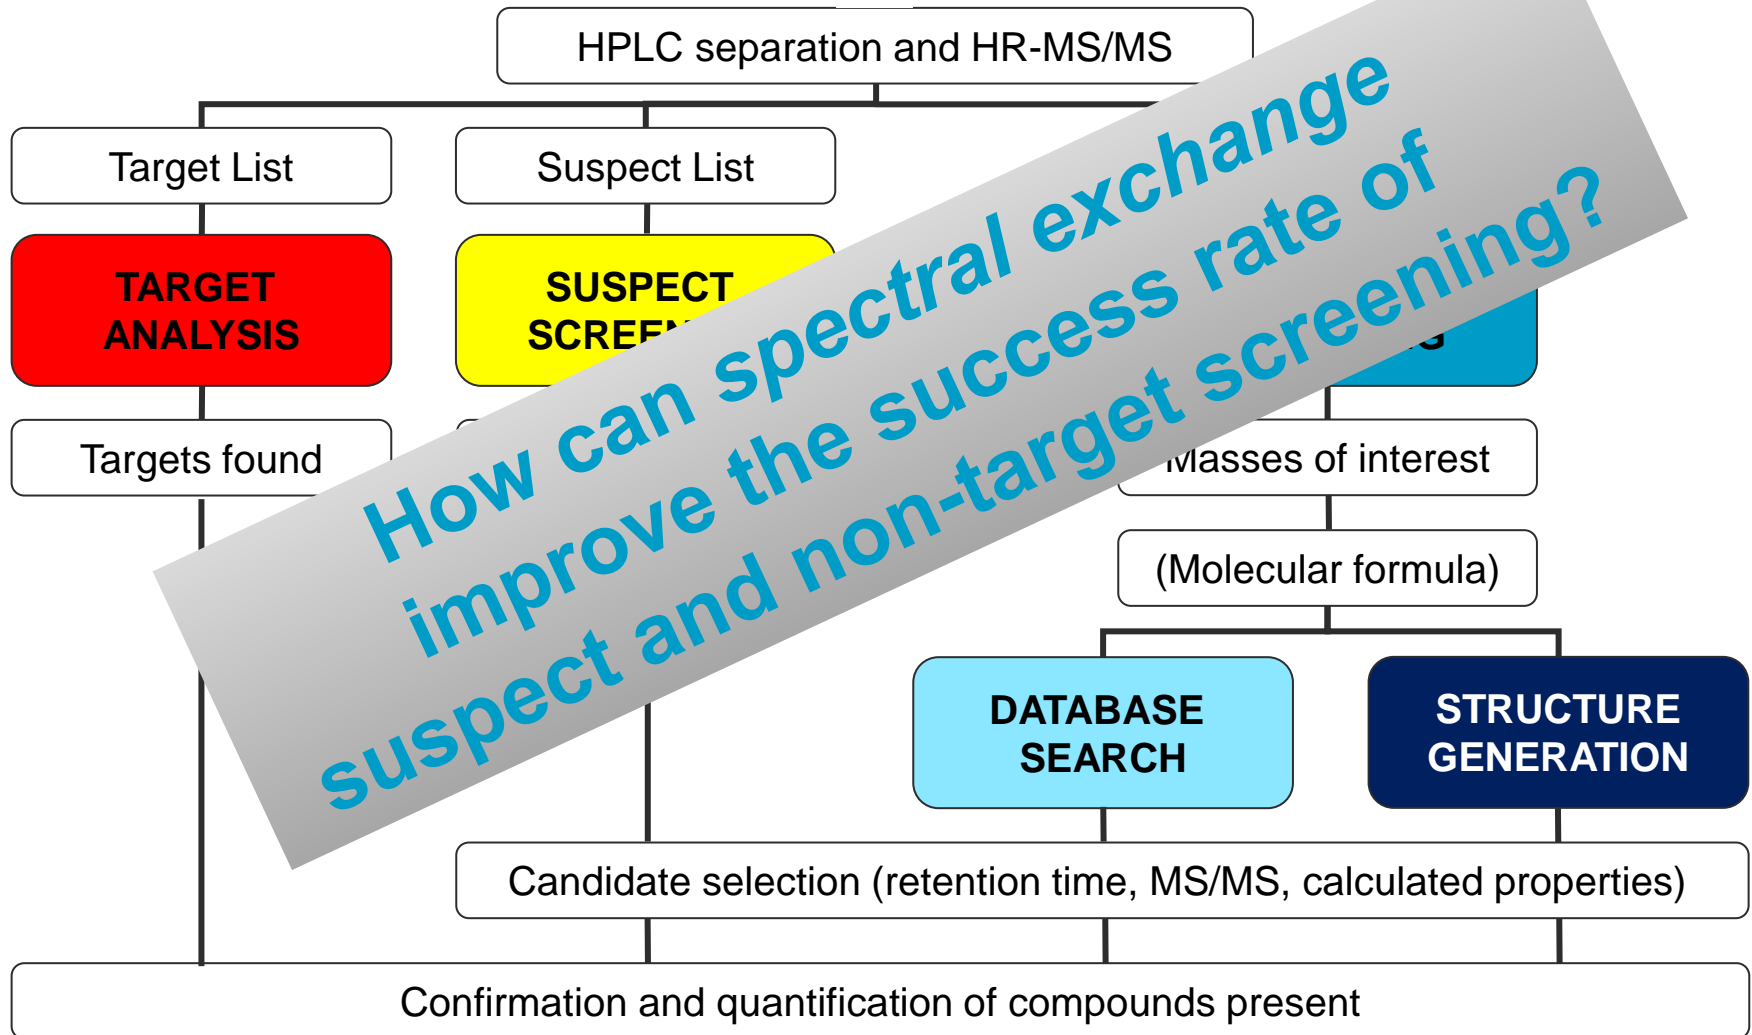 HPLC separation and HR-MS/MS
Target List
Suspect List
TARGET
ANALYSIS
SUSPECT
Targets found
Masses of interest
(Molecular formula)
How can spectral exchange
improve the success rate of
suspect and non-target screening?
DATABASE
SEARCH
STRUCTURE
GENERATION
Candidate selection (retention time, MS/MS, calculated properties)
Confirmation and quantification of compounds present